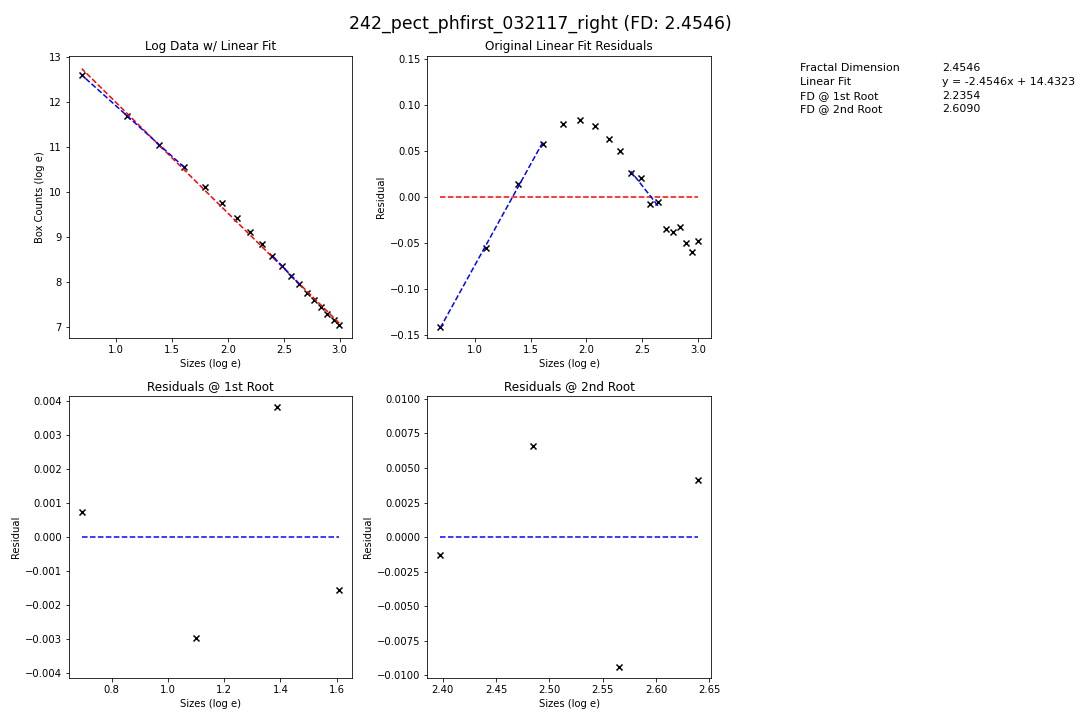 242_pect_phfirst_032117_right (FD: 2.4546)
Log Data w/ Linear Fit
13
12
11
10
9
8
7
Box Counts (log e)
1.0 1.5 2.0 2.5 3.0
Sizes (log e)
Original Linear Fit Residuals
0.15
0.10
0.05
0.00
−0.05
−0.10
−0.15
Residual
1.0 1.5 2.0 2.5 3.0
Sizes (log e)
Fractal Dimension 2.4546
Linear Fit y = -2.4546x + 14.4323
FD @ 1st Root 2.2354
FD @ 2nd Root 2.6090
Residuals @ 1st Root
0.004
0.003
0.002
0.001
0.000
−0.001
−0.002
−0.003
−0.004
Residual
0.8 1.0 1.2 1.4 1.6
Sizes (log e)
Residuals @ 2nd Root
0.0100
0.0075
0.0050
0.0025
0.0000
−0.0025
−0.0050
−0.0075
−0.0100
Residual
2.40 2.45 2.50 2.55 2.60 2.65
Sizes (log e)